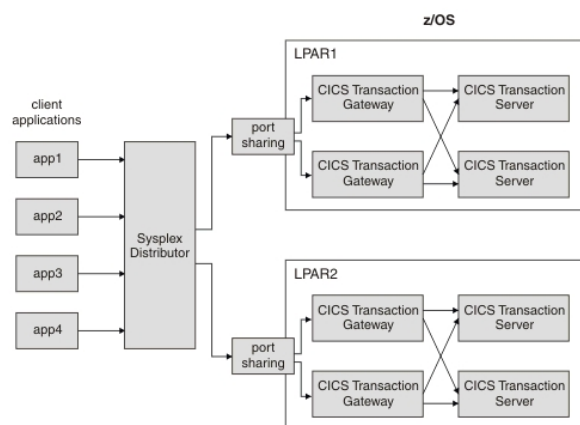 z/OS
LPAR1
client
applications
CICS Transaction
Gateway
CICS Transaction
Server
port
sharing
app1
CICS Transaction
Gateway
CICS Transaction
Server
app2
Sysplex
Distributor
app3
LPAR2
app4
CICS Transaction
Gateway
CICS Transaction
Server
port
sharing
CICS Transaction
Gateway
CICS Transaction
Server